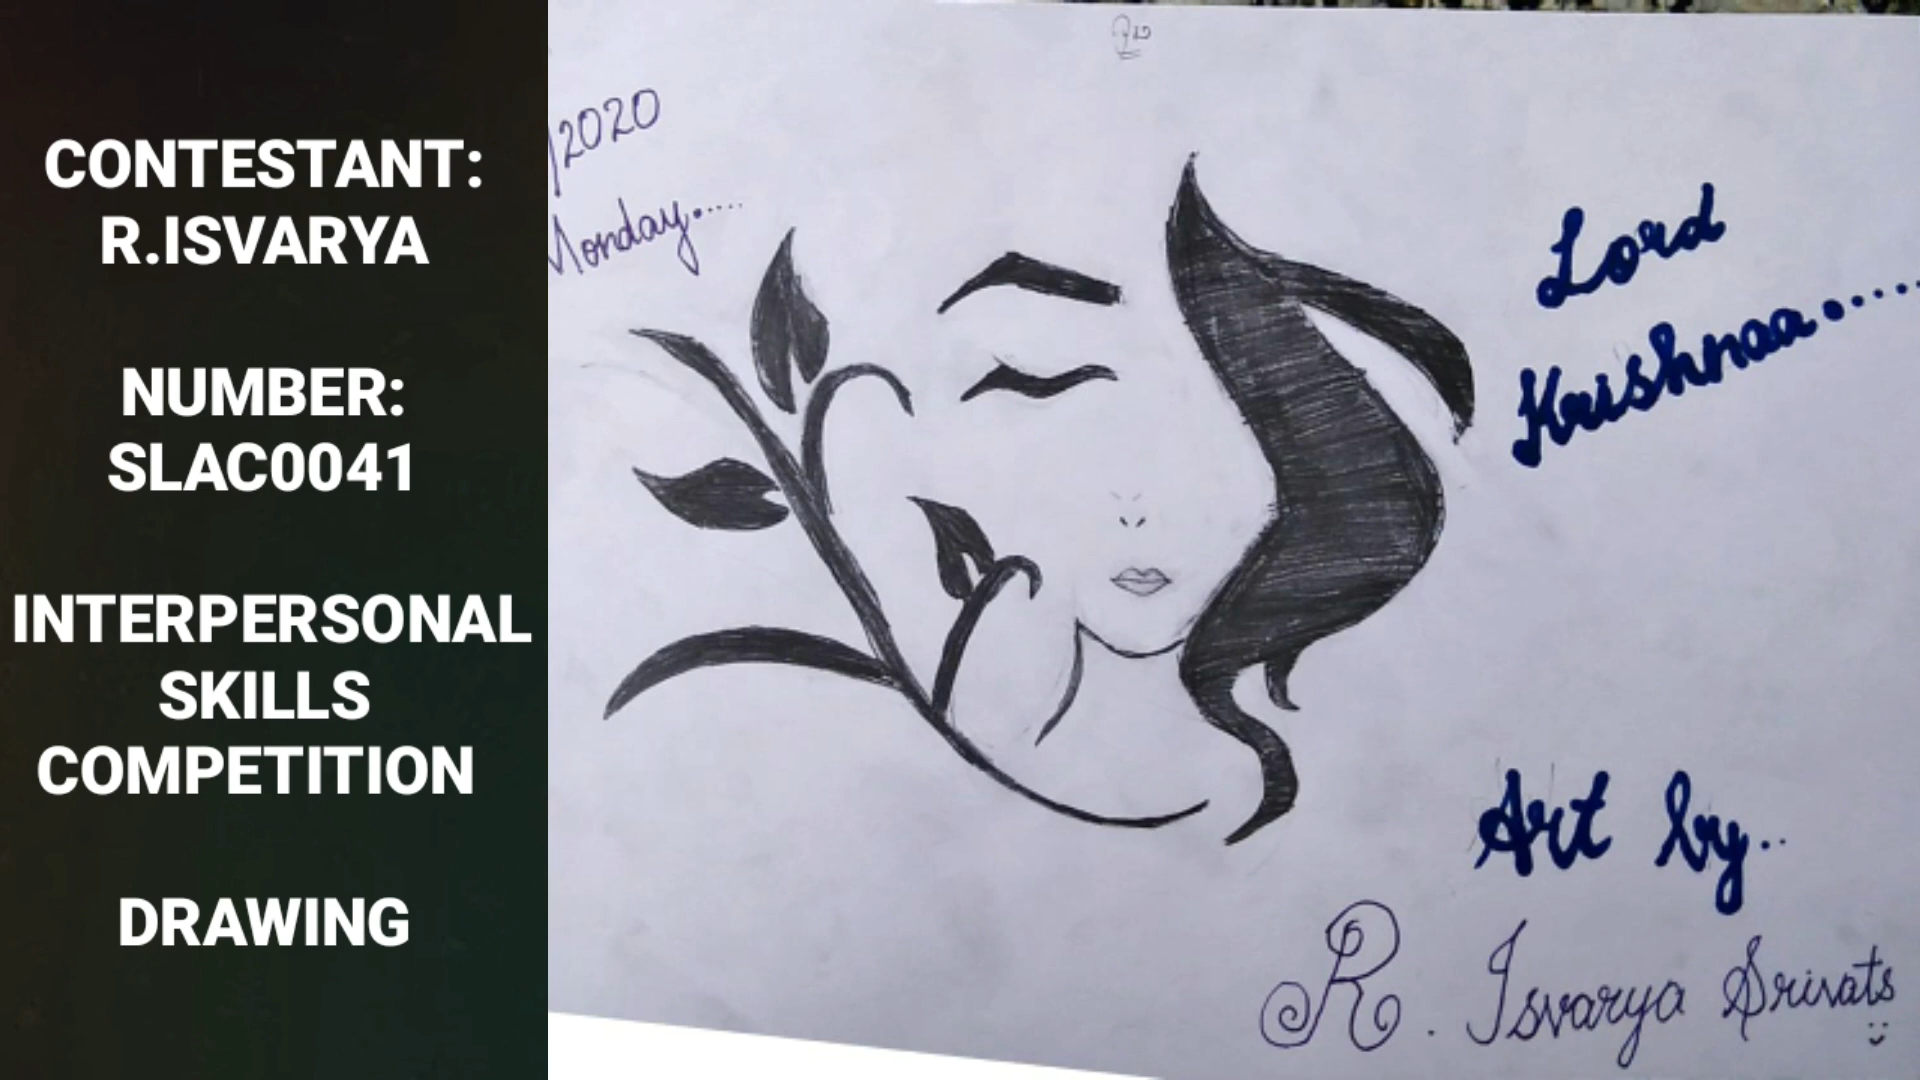 CONTESTANT:
R.ISVARYA
NUMBER:
SLAC0041
INTERPERSONAL
SKILLS
COMPETITION
DRAWING
/2020
Monday.....
Lord
Krishnaa......
Art by..
R. Isvarya Srivats